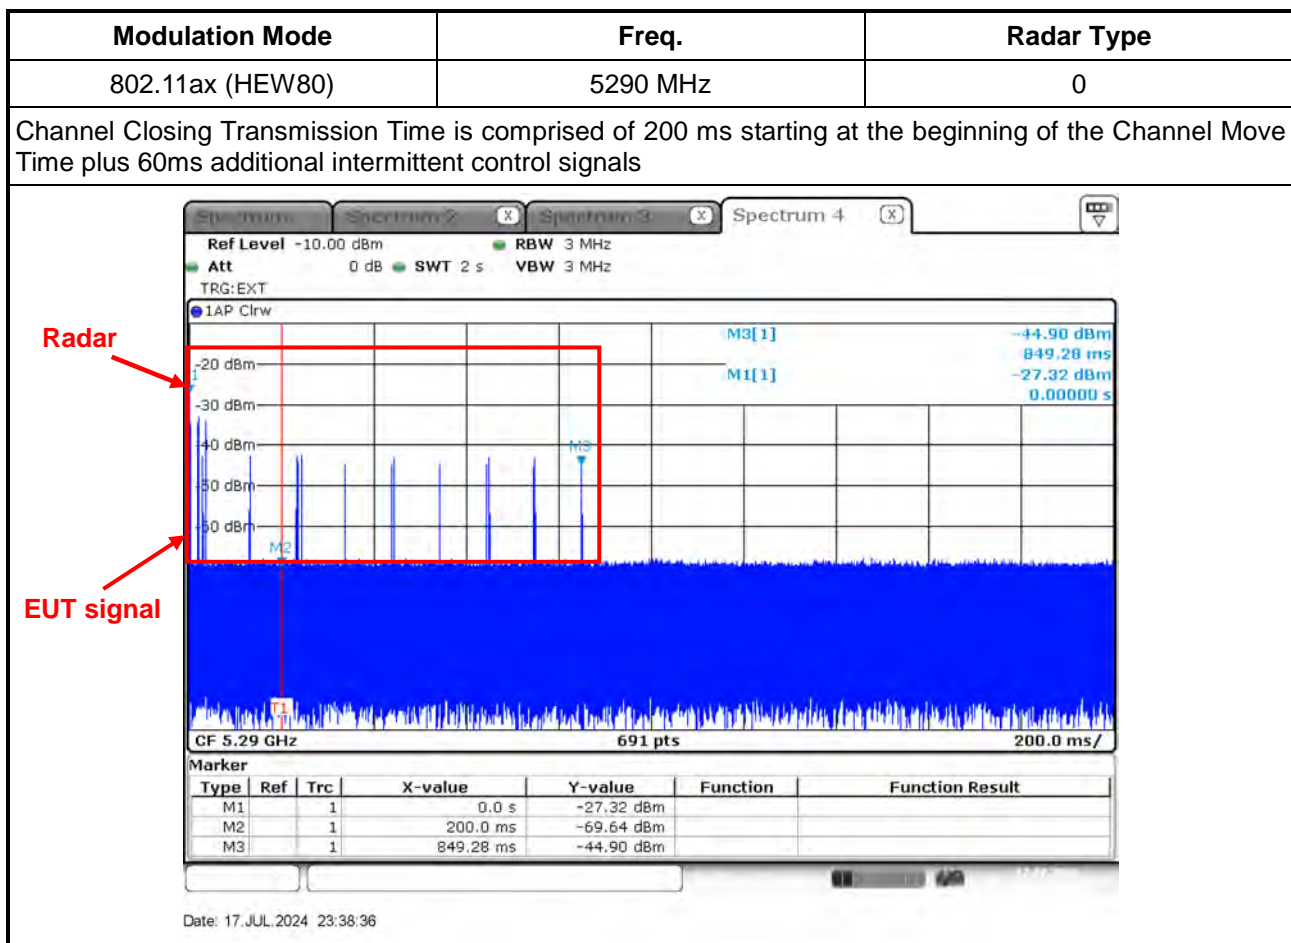 Modulation Mode Freq. Radar Type
802.11ax (HEW80) 5290 MHz 0
Channel Closing Transmission Time is comprised of 200 ms starting at the beginning of the Channel Move
Time plus 60ms additional intermittent control signals
Spectrum Spectrum 2 X Spectrum 3 X Spectrum 4 X
Ref Level -10.00 dBm RBW 3 MHz
Att 0 dB SWT 2 s VBW 3 MHz
TRG:EXT
1AP Clrw
Radar
M3[1] -44.90 dBm
849.28 ms
-20 dBm
M1[1] -27.32 dBm
0.00000 s
-30 dBm
-40 dBm
M3
-50 dBm
-60 dBm
M2
EUT signal
T1
CF 5.29 GHz 691 pts 200.0 ms/
Marker
Type Ref Trc X-value Y-value Function Function Result
M1 1 0.0 s -27.32 dBm
M2 1 200.0 ms -69.64 dBm
M3 1 849.28 ms -44.90 dBm
Date: 17.JUL.2024 23:38:36